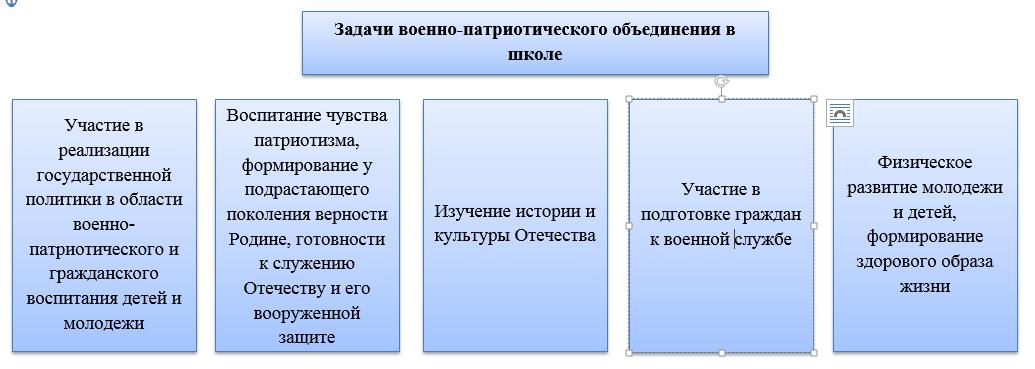 Задачи военно-патриотического объединения в
школе
Участие в
реализации
государственной
политики в области
военно-
патриотического и
гражданского
воспитания детей и
молодежи
Воспитание чувства
патриотизма,
формирование у
подрастающего
поколения верности
Родине, готовности
к служению
Отечеству и его
вооруженной
защите
Изучение истории и
культуры Отечества
Участие в
подготовке граждан
к военной службе
Физическое
развитие молодежи
и детей,
формирование
здорового образа
жизни